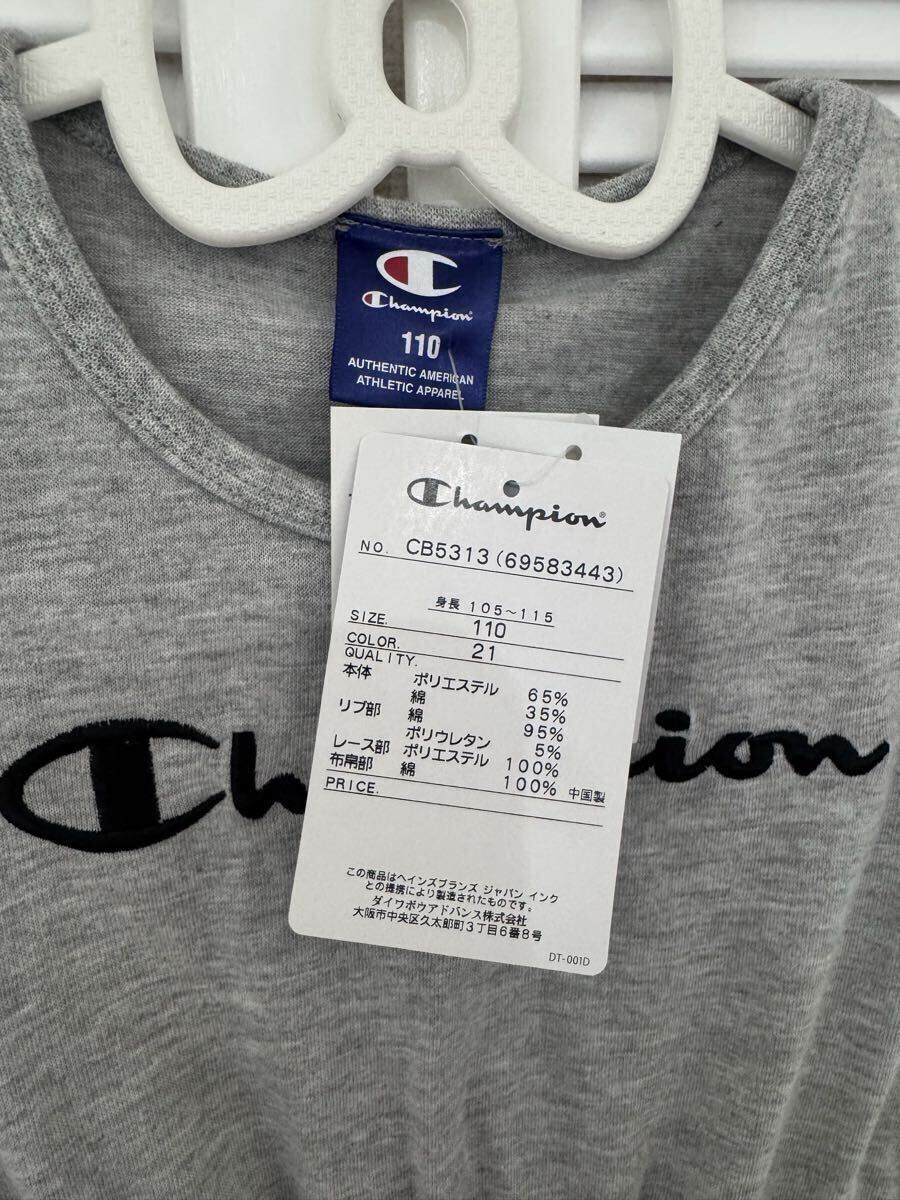 Champion
110
AUTHENTIC AMERICAN
ATHLETIC APPAREL
Champion
NO. CB5313(69583443)
身長 105~115
SIZE. 110
COLOR. 21
QUALITY.
本体 ポリエステル 65%
綿 35%
リブ部 綿 95%
ポリウレタン 5%
レース部 ポリエステル 100%
布帛部 綿 100% 中国製
PRICE.
この商品はヘインズブランズ ジャパン インク
との提携により製造されたものです。
ダイワボウアドバンス株式会社
大阪市中央区久太郎町3丁目6番8号
DT-001D
Ch ion